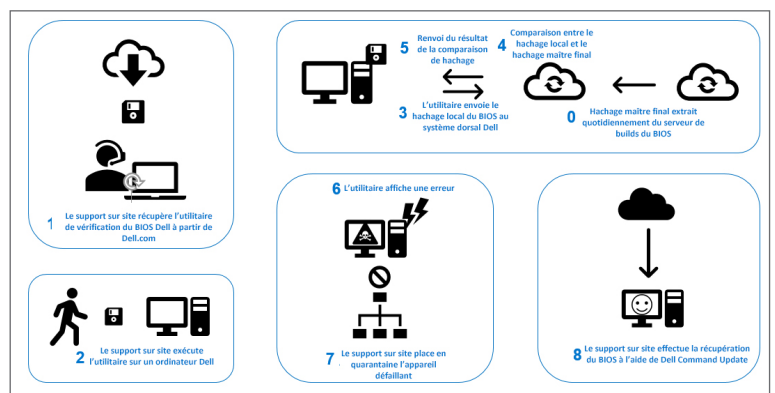 1
Le support sur site récupère l'utilitaire
de vérification du BIOS Dell à partir de
Dell.com
2
Le support sur site exécute
l'utilitaire sur un ordinateur Dell
5
Renvoi du résultat
de la comparaison
de hachage
4
Comparaison entre le
hachage local et le
hachage maître final
3
L'utilitaire envoie le
hachage local du BIOS au
système dorsal Dell
0
Hachage maître final extrait
quotidiennement du serveur de
builds du BIOS
6
L'utilitaire affiche une erreur
7
Le support sur site place en
quarantaine l'appareil
défaillant
8
Le support sur site effectue la récupération
du BIOS à l'aide de Dell Command Update